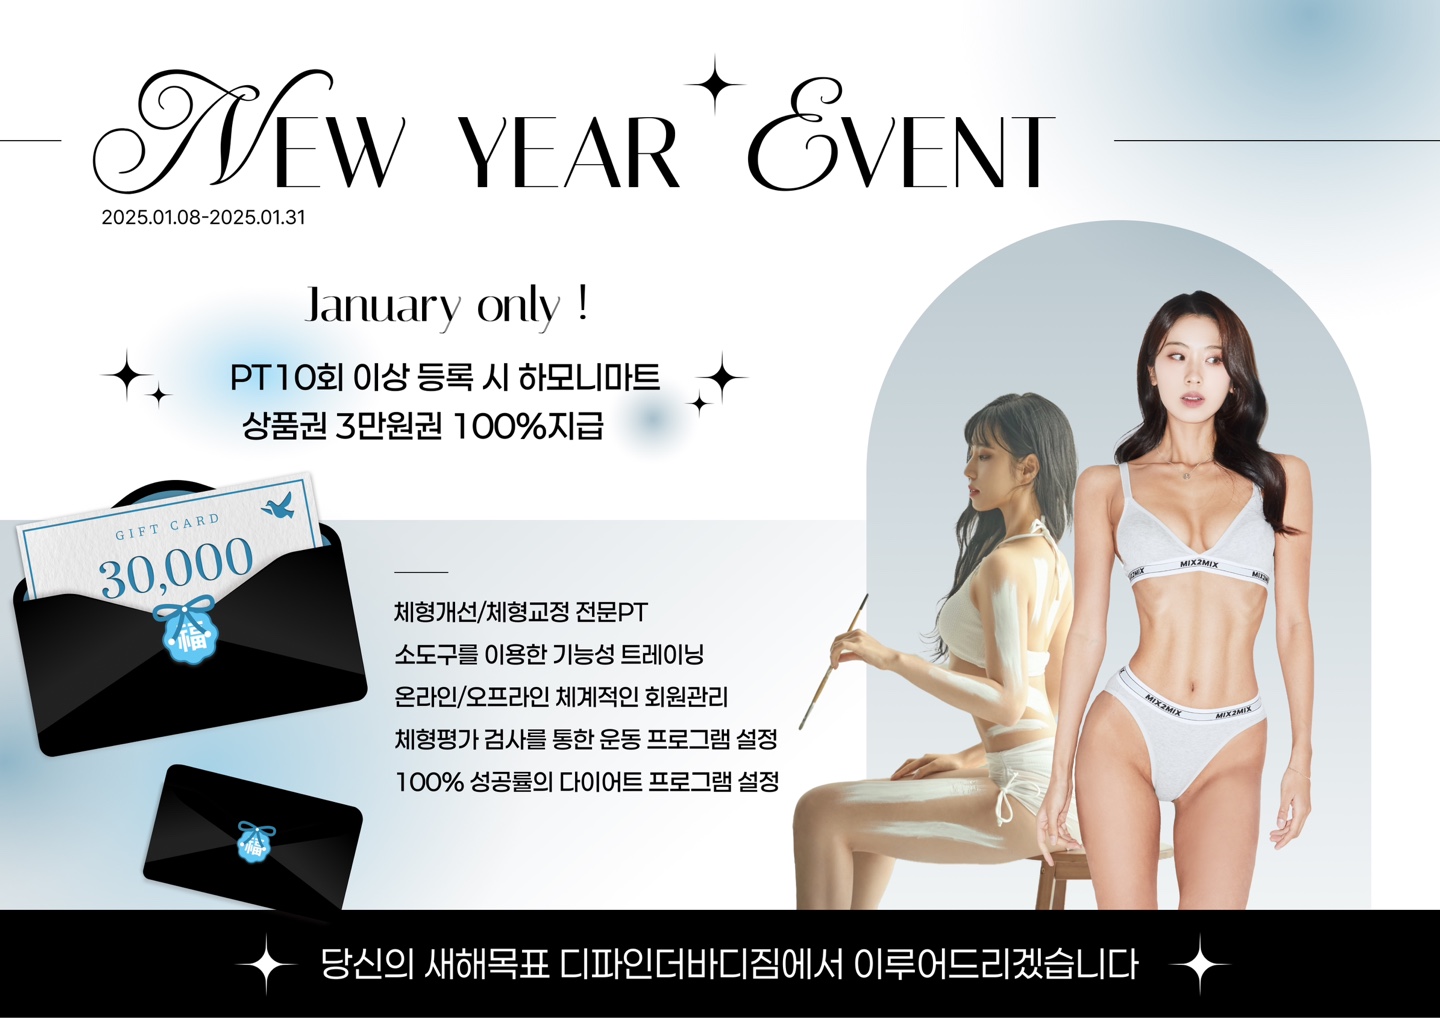 NEW YEAR EVENT
2025.01.08-2025.01.31
January only !
PT10회 이상 등록 시 하모니마트
상품권 3만원권 100%지급
GIFT CARD
30,000
福
体형개선/体형교정 전문PT
소도구를 이용한 기능성 트레이닝
온라인/오프라인 체계적인 회원관리
体형평가 검사를 통한 운동 프로그램 설정
100% 성공률의 다이어트 프로그램 설정
福
MIX2MIX
MIX2MIX
MIX2MIX
MIX2MIX
MIX2MIX
당신의 새해목표 디파인더바디짐에서 이루어드리겠습니다